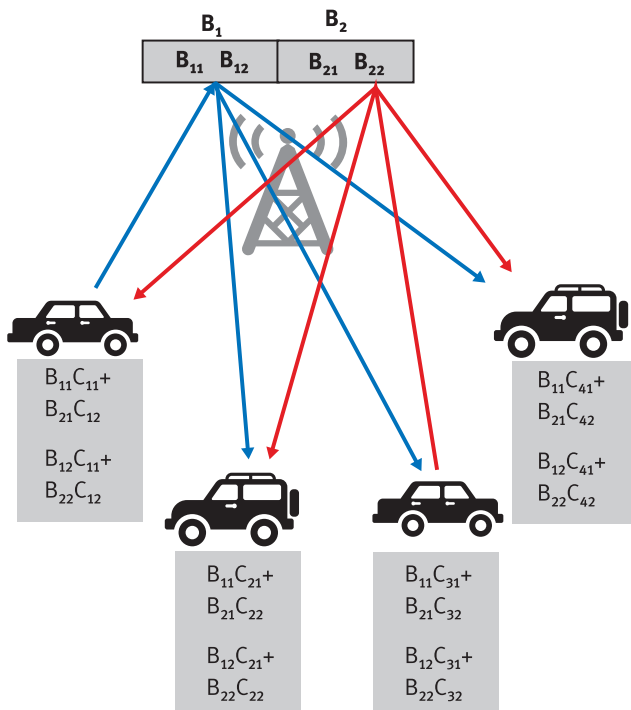 B₁ B₂
B₁₁ B₁₂ B₂₁ B₂₂
B₁₁C₁₁+
B₂₁C₁₂
B₁₂C₁₁+
B₂₂C₁₂
B₁₁C₂₁+
B₂₁C₂₂
B₁₂C₂₁+
B₂₂C₂₂
B₁₁C₃₁+
B₂₁C₃₂
B₁₂C₃₁+
B₂₂C₃₂
B₁₁C₄₁+
B₂₁C₄₂
B₁₂C₄₁+
B₂₂C₄₂